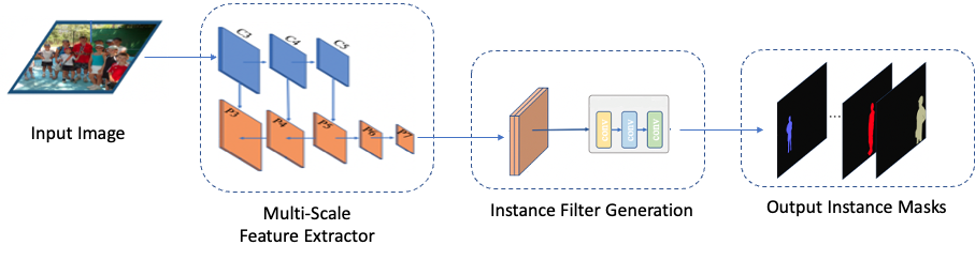 C3
C4
C5
P3
P4
P5
P6
P7
conv
conv
conv
...
Input Image
Multi-Scale
Feature Extractor
Instance Filter Generation
Output Instance Masks